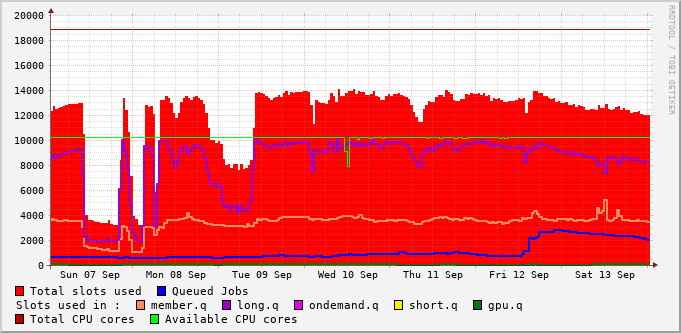 20000
18000
16000
14000
12000
10000
8000
6000
4000
2000
0
Sun 07 Sep Mon 08 Sep Tue 09 Sep Wed 10 Sep Thu 11 Sep Fri 12 Sep Sat 13 Sep
RRDTOOL / TOBI OETIKER
Total slots used Queued Jobs
Slots used in : member.q long.q ondemand.q short.q gpu.q
Total CPU cores Available CPU cores